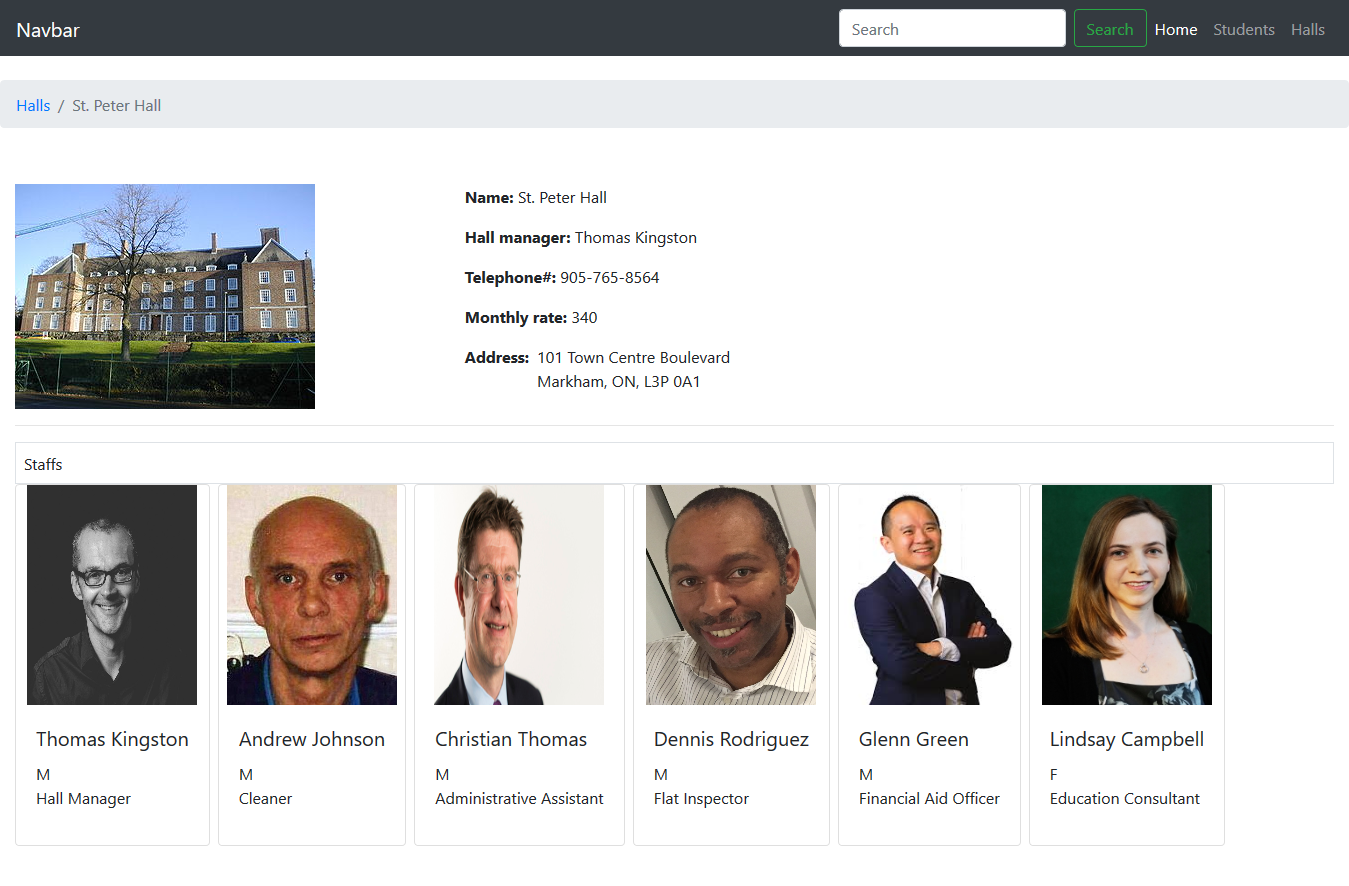 Navbar
Search
Search
Home
Students
Halls
Halls / St. Peter Hall
Name: St. Peter Hall
Hall manager: Thomas Kingston
Telephone#: 905-765-8564
Monthly rate: 340
Address: 101 Town Centre Boulevard
Markham, ON, L3P 0A1
Staffs
Thomas Kingston
M
Hall Manager
Andrew Johnson
M
Cleaner
Christian Thomas
M
Administrative Assistant
Dennis Rodriguez
M
Flat Inspector
Glenn Green
M
Financial Aid Officer
Lindsay Campbell
F
Education Consultant